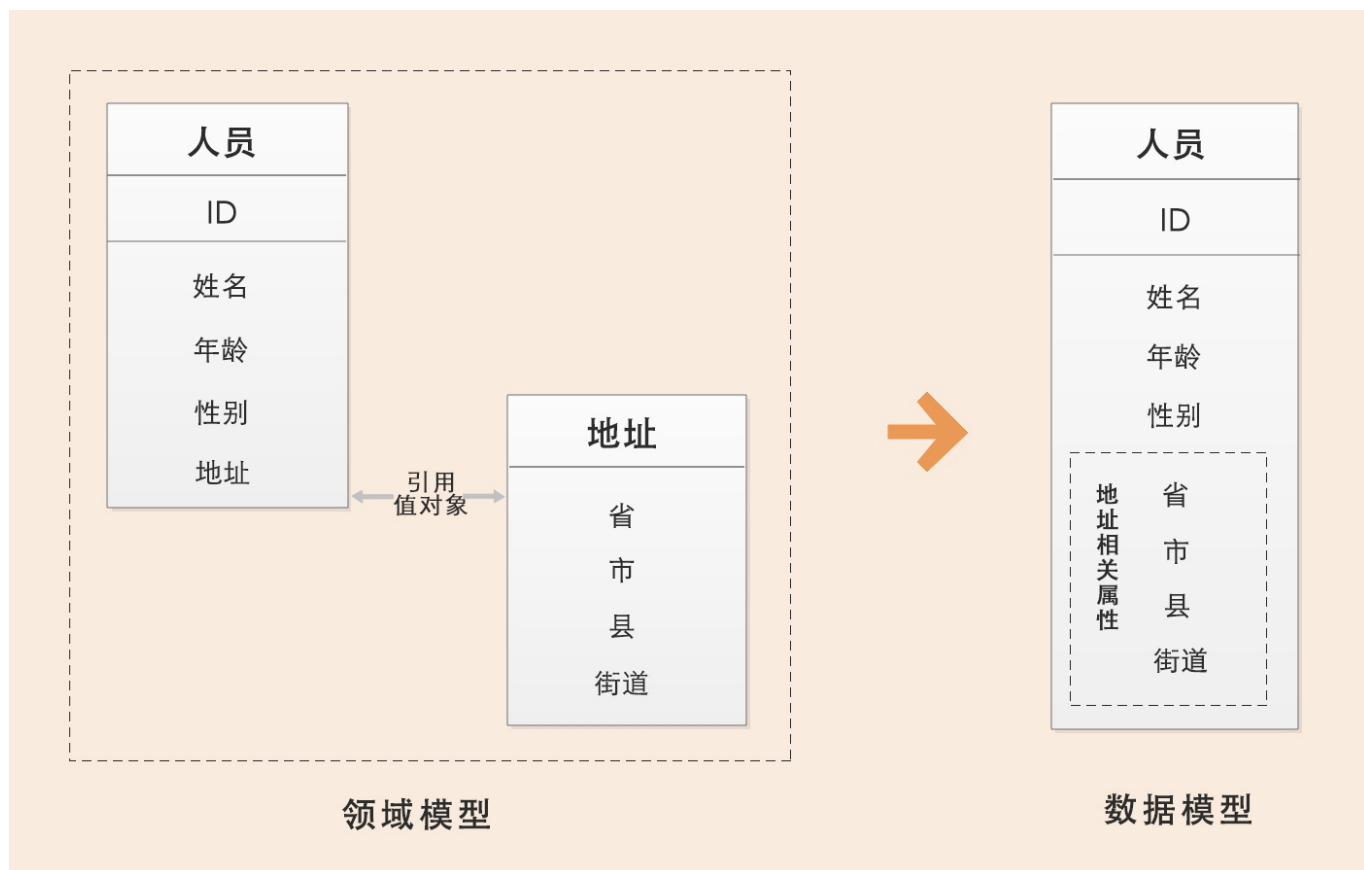 人员
ID
姓名
年龄
性别
地址
引用
值对象
地址
省
市
县
街道
领域模型
人员
ID
姓名
年龄
性别
地址相关属性
省
市
县
街道
数据模型